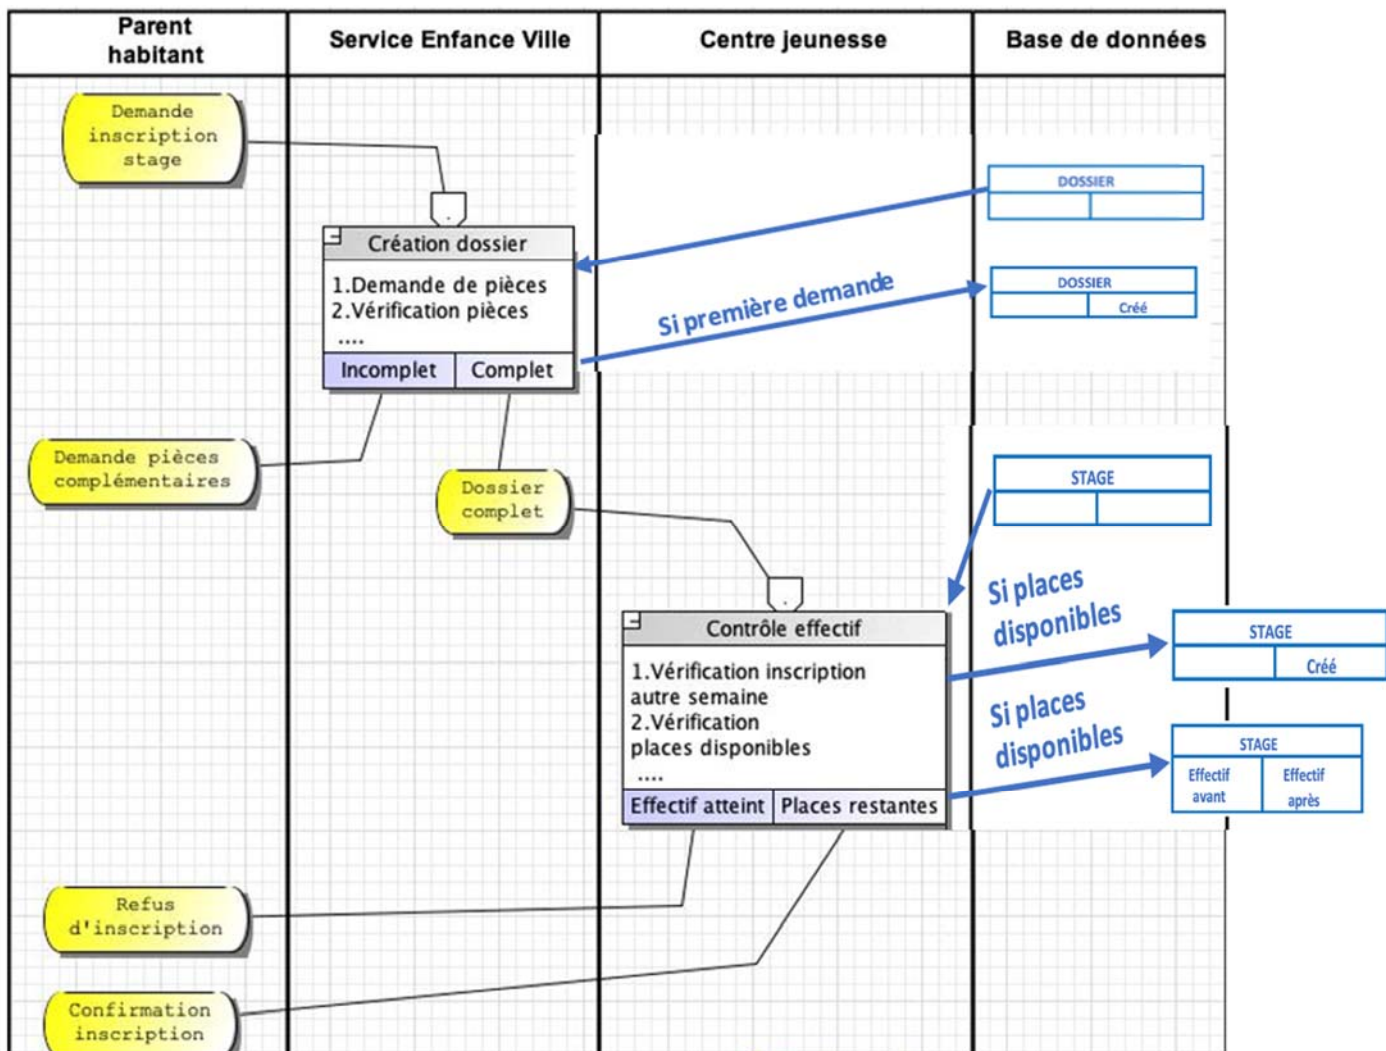 Parent
habitant
Service Enfance Ville
Centre jeunesse
Base de données
Demande
inscription
stage
DOSSIER
Création dossier
1.Demande de pièces
2.Vérification pièces
....
Incomplet
Complet
Si première demande
DOSSIER
Créé
Demande pièces
complémentaires
Dossier
complet
STAGE
Si places
disponibles
STAGE
Créé
Contrôle effectif
1.Vérification inscription
autre semaine
2.Vérification
places disponibles
....
Effectif atteint
Places restantes
Si places
disponibles
STAGE
Effectif
avant
Effectif
après
Refus
d'inscription
Confirmation
inscription